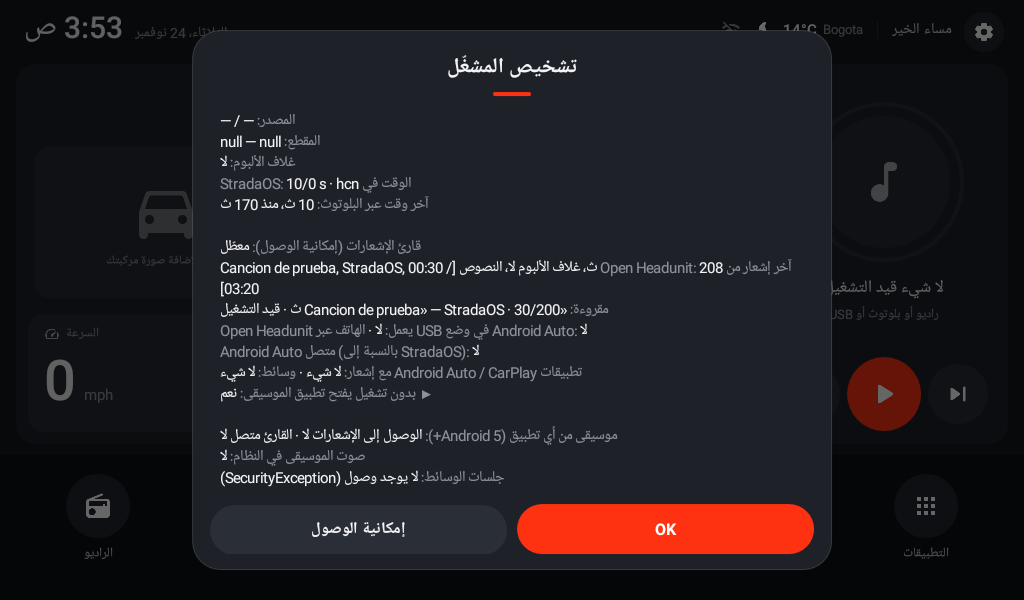 3:53 ص
الثلاثاء، 24 نوفمبر
14°C
Bogota
مساء الخير
تشخيص المشغّل
المصدر: — / —
المقطع: null — null
غلاف الألبوم: لا
الوقت في StradaOS: 10/0 s · hcn
آخر وقت عبر البلوتوث: 10 ث، منذ 170 ث
قارئ الإشعارات (إمكانية الوصول): معطّل
آخر إشعار من Open Headunit: 208 ث، غلاف الألبوم لا، النصوص [Cancion de prueba, StradaOS, 00:30 /
03:20]
مقروءة: «Cancion de prueba» — StradaOS · 30/200 ث · قيد التشغيل
Android Auto في وضع USB يعمل: لا · الهاتف عبر Open Headunit: لا
Android Auto متصل (بالنسبة إلى StradaOS): لا
تطبيقات Android Auto / CarPlay مع إشعار: لا شيء · وسائط: لا شيء
▶ بدون تشغيل يفتح تطبيق الموسيقى: نعم
موسيقى من أي تطبيق (Android 5+): الوصول إلى الإشعارات لا · القارئ متصل لا
صوت الموسيقى في النظام: لا
جلسات الوسائط: لا يوجد وصول (SecurityException)
إمكانية الوصول
OK
إضافة صورة مركبتك
السرعة
0
mph
لا شيء قيد التشغيل
راديو أو بلوتوث أو USB
الراديو
التطبيقات